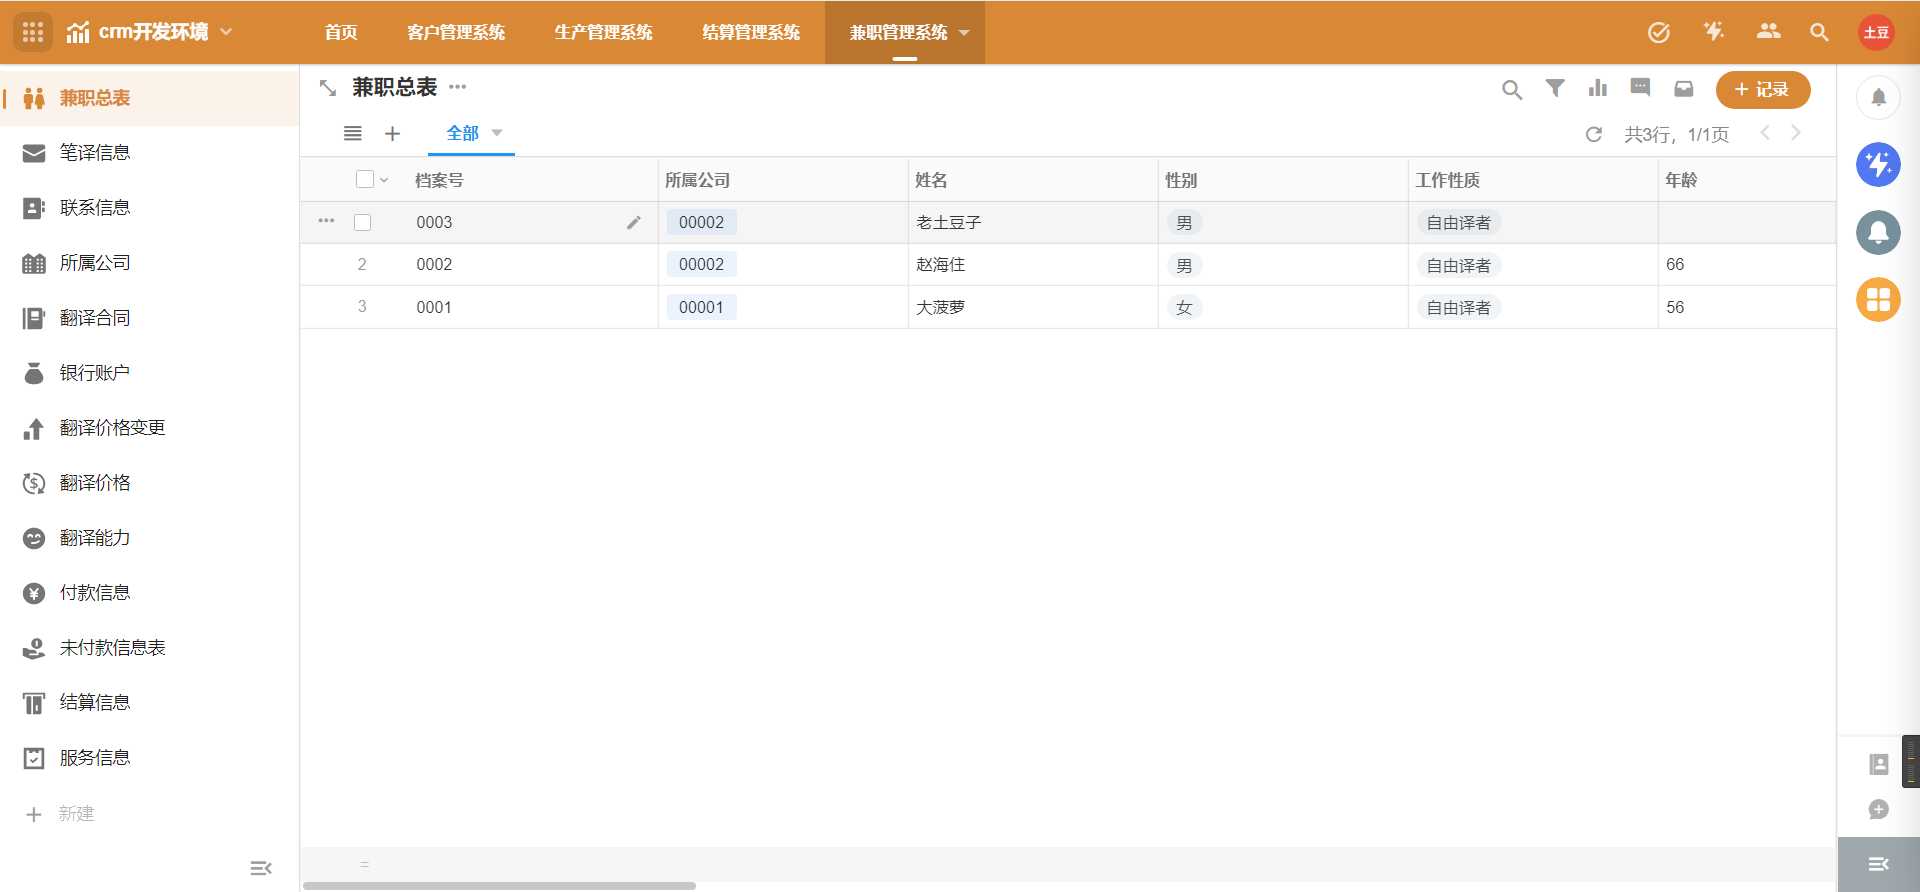 crm开发环境
首页 客户管理系统 生产管理系统 结算管理系统 兼职管理系统
土豆
兼职总表
笔译信息
联系信息
所属公司
翻译合同
银行账户
翻译价格变更
翻译价格
翻译能力
付款信息
未付款信息表
结算信息
服务信息
+ 新建
兼职总表 ···
+ 记录
全部
共3行，1/1页
档案号 所属公司 姓名 性别 工作性质 年龄
0003 00002 老土豆子 男 自由译者
2 0002 00002 赵海住 男 自由译者 66
3 0001 00001 大菠萝 女 自由译者 56
=